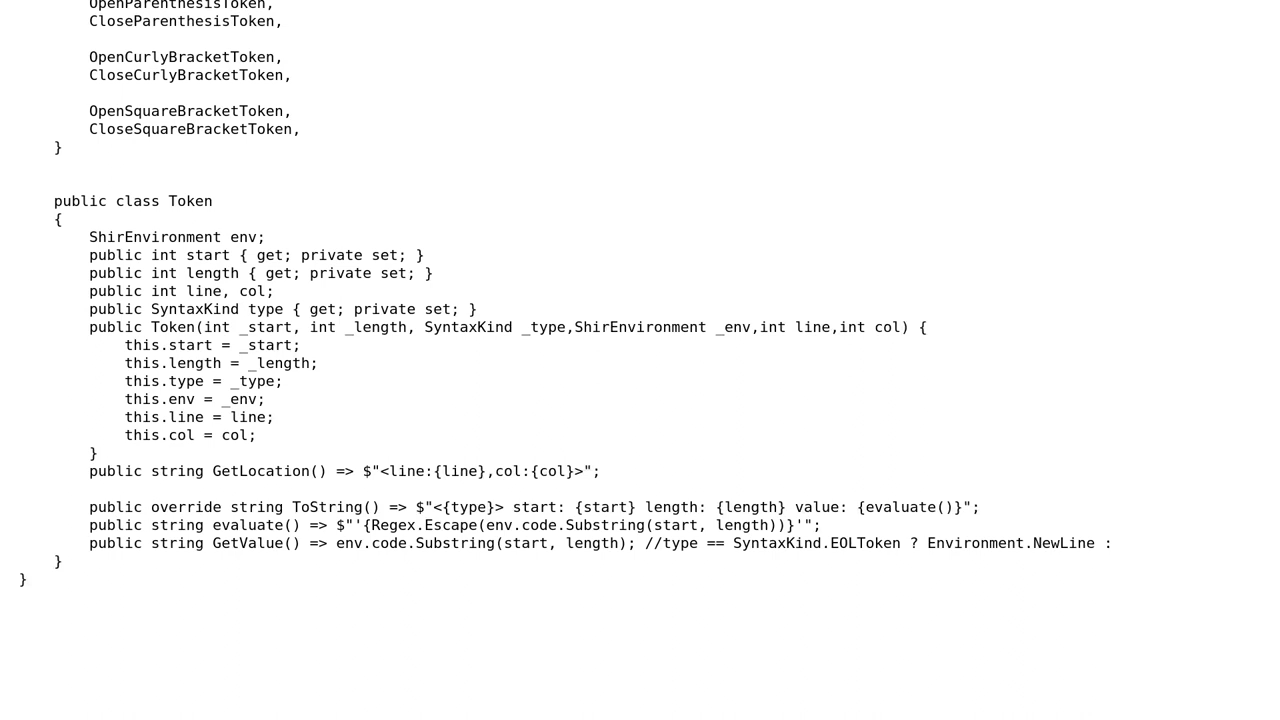 OpenParenthesisToken,
CloseParenthesisToken,
OpenCurlyBracketToken,
CloseCurlyBracketToken,
OpenSquareBracketToken,
CloseSquareBracketToken,
}
public class Token
{
ShirEnvironment env;
public int start { get; private set; }
public int length { get; private set; }
public int line, col;
public SyntaxKind type { get; private set; }
public Token(int _start, int _length, SyntaxKind _type,ShirEnvironment _env,int line,int col) {
this.start = _start;
this.length = _length;
this.type = _type;
this.env = _env;
this.line = line;
this.col = col;
}
public string GetLocation() => $"<line:{line},col:{col}>";
public override string ToString() => $"<{type}> start: {start} length: {length} value: {evaluate()}";
public string evaluate() => $"'{Regex.Escape(env.code.Substring(start, length))}'";
public string GetValue() => env.code.Substring(start, length); //type == SyntaxKind.EOLToken ? Environment.NewLine :
}
}